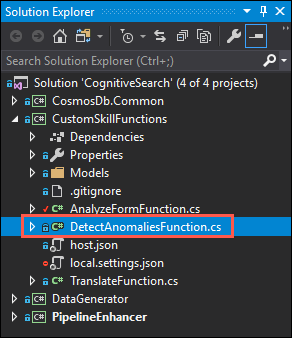 Solution Explorer
Search Solution Explorer (Ctrl+;)
Solution 'CognitiveSearch' (4 of 4 projects)
C# CosmosDb.Common
C# CustomSkillFunctions
Dependencies
Properties
Models
.gitignore
C# AnalyzeFormFunction.cs
C# DetectAnomaliesFunction.cs
host.json
local.settings.json
C# TranslateFunction.cs
C# DataGenerator
C# PipelineEnhancer